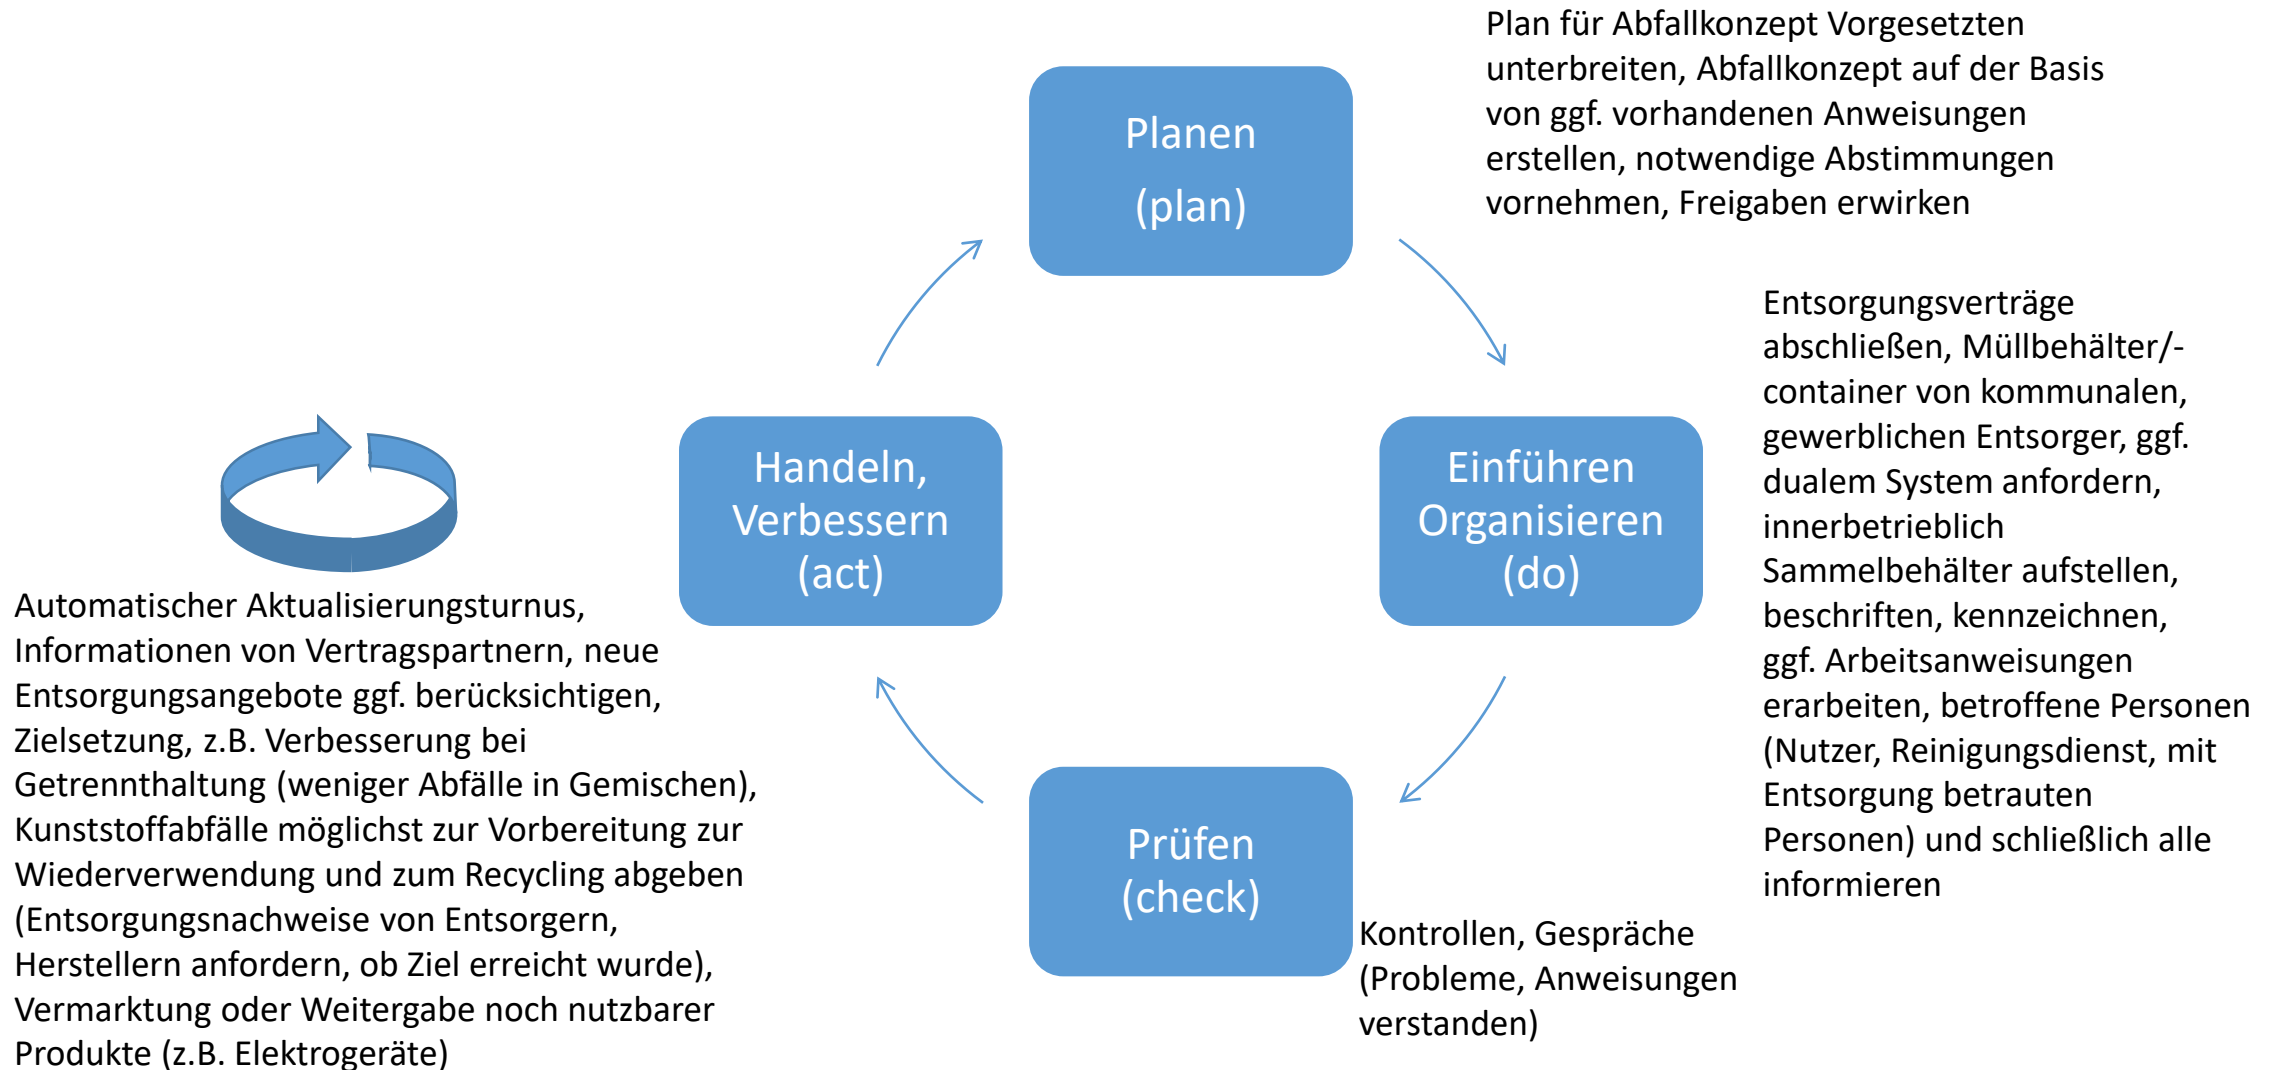 Plan für Abfallkonzept Vorgesetzten
unterbreiten, Abfallkonzept auf der Basis
von ggf. vorhandenen Anweisungen
erstellen, notwendige Abstimmungen
vornehmen, Freigaben erwirken
Planen
(plan)
Entsorgungsverträge
abschließen, Müllbehälter/-
container von kommunalen,
gewerblichen Entsorger, ggf.
dualem System anfordern,
innerbetrieblich
Sammelbehälter aufstellen,
beschriften, kennzeichnen,
ggf. Arbeitsanweisungen
erarbeiten, betroffene Personen
(Nutzer, Reinigungsdienst, mit
Entsorgung betrauten
Personen) und schließlich alle
informieren
Einführen
Organisieren
(do)
Prüfen
(check)
Kontrollen, Gespräche
(Probleme, Anweisungen
verstanden)
Handeln,
Verbessern
(act)
Automatischer Aktualisierungsturnus,
Informationen von Vertragspartnern, neue
Entsorgungsangebote ggf. berücksichtigen,
Zielsetzung, z.B. Verbesserung bei
Getrennthaltung (weniger Abfälle in Gemischen),
Kunststoffabfälle möglichst zur Vorbereitung zur
Wiederverwendung und zum Recycling abgeben
(Entsorgungsnachweise von Entsorgern,
Herstellern anfordern, ob Ziel erreicht wurde),
Vermarktung oder Weitergabe noch nutzbarer
Produkte (z.B. Elektrogeräte)